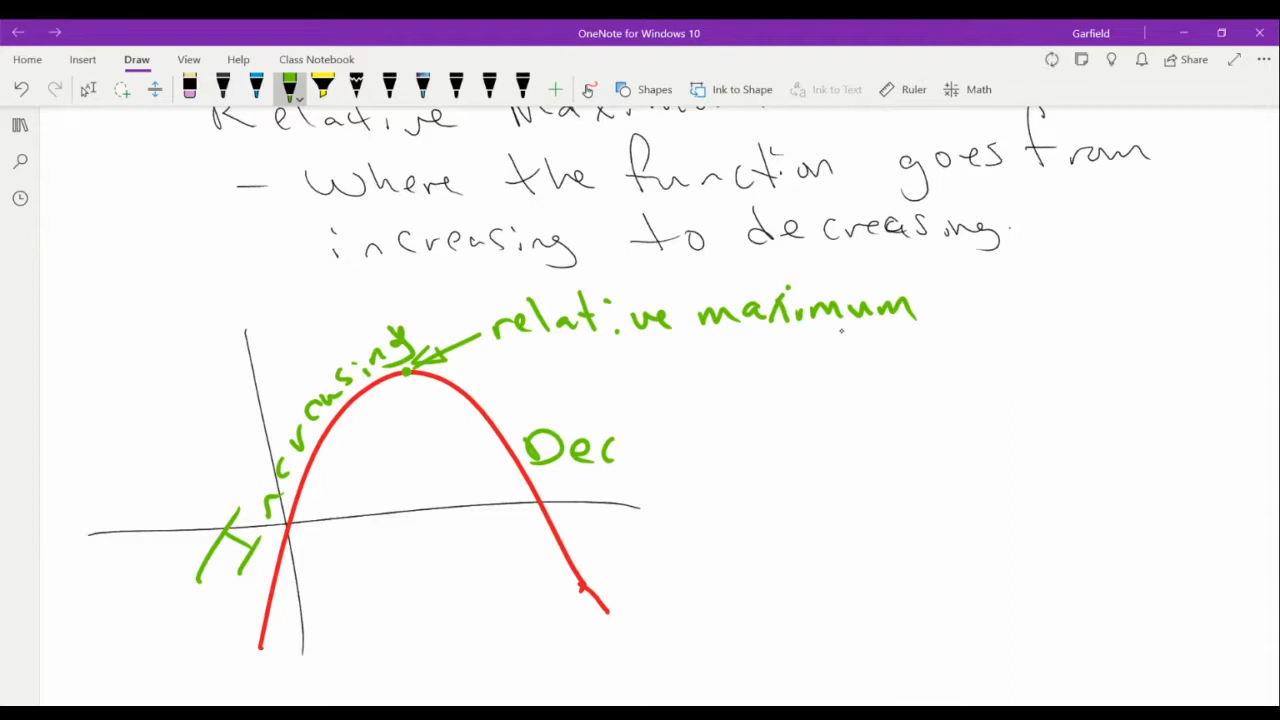 OneNote for Windows 10
Garfield
Home Insert Draw View Help Class Notebook
Share
Shapes Ink to Shape Ink to Text Ruler Math
Relative Maximum
- Where the function goes from
increasing to decreasing.
relative maximum
Increasing
Dec